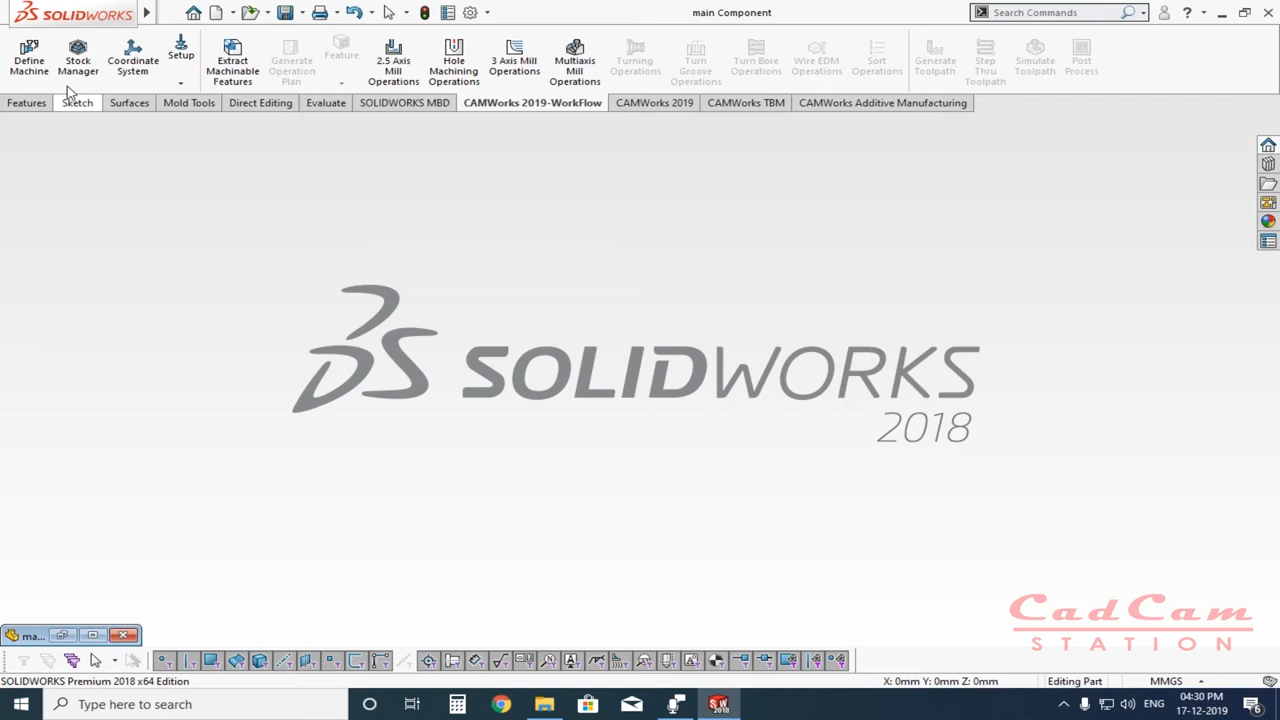 SOLIDWORKS
main Component
Search Commands
?
Define Machine
Stock Manager
Coordinate System
Setup
Extract Machinable Features
Generate Operation Plan
Feature
2.5 Axis Mill Operations
Hole Machining Operations
3 Axis Mill Operations
Multiaxis Mill Operations
Turning Operations
Turn Groove Operations
Turn Bore Operations
Wire EDM Operations
Sort Operations
Generate Toolpath
Step Thru Toolpath
Simulate Toolpath
Post Process
Features
Sketch
Surfaces
Mold Tools
Direct Editing
Evaluate
SOLIDWORKS MBD
CAMWorks 2019-WorkFlow
CAMWorks 2019
CAMWorks TBM
CAMWorks Additive Manufacturing
SOLIDWORKS
2018
CadCam
STATION
ma...
SOLIDWORKS Premium 2018 x64 Edition
X: 0mm Y: 0mm Z: 0mm
Editing Part
MMGS
Type here to search
SW
2018
ENG
04:30 PM
17-12-2019
6